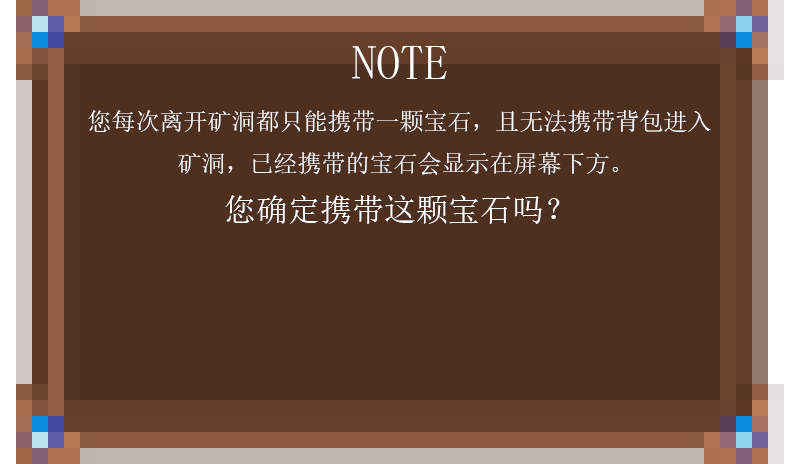 NOTE
您每次离开矿洞都只能携带一颗宝石，且无法携带背包进入
矿洞，已经携带的宝石会显示在屏幕下方。
您确定携带这颗宝石吗？